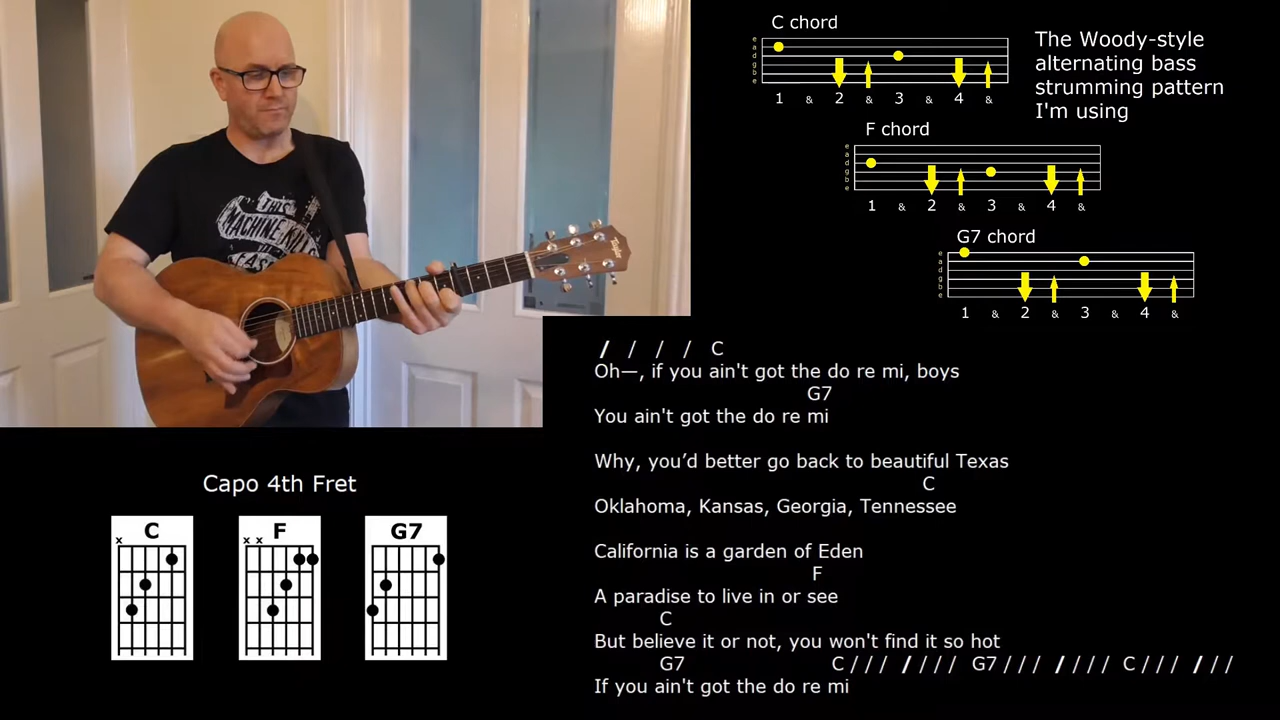 C chord
e
a
d
g
b
e
1 & 2 & 3 & 4 &
The Woody-style
alternating bass
strumming pattern
I'm using
F chord
e
a
d
g
b
e
1 & 2 & 3 & 4 &
G7 chord
e
a
d
g
b
e
1 & 2 & 3 & 4 &
THIS
MACHINE
Taylor
/ / / / C
Oh—, if you ain't got the do re mi, boys
G7
You ain't got the do re mi
Why, you’d better go back to beautiful Texas
C
Oklahoma, Kansas, Georgia, Tennessee
California is a garden of Eden
F
A paradise to live in or see
C
But believe it or not, you won't find it so hot
G7 C / / / / / / / G7 / / / / / / / C / / / / / /
If you ain't got the do re mi
Capo 4th Fret
C
x
F
x x
G7